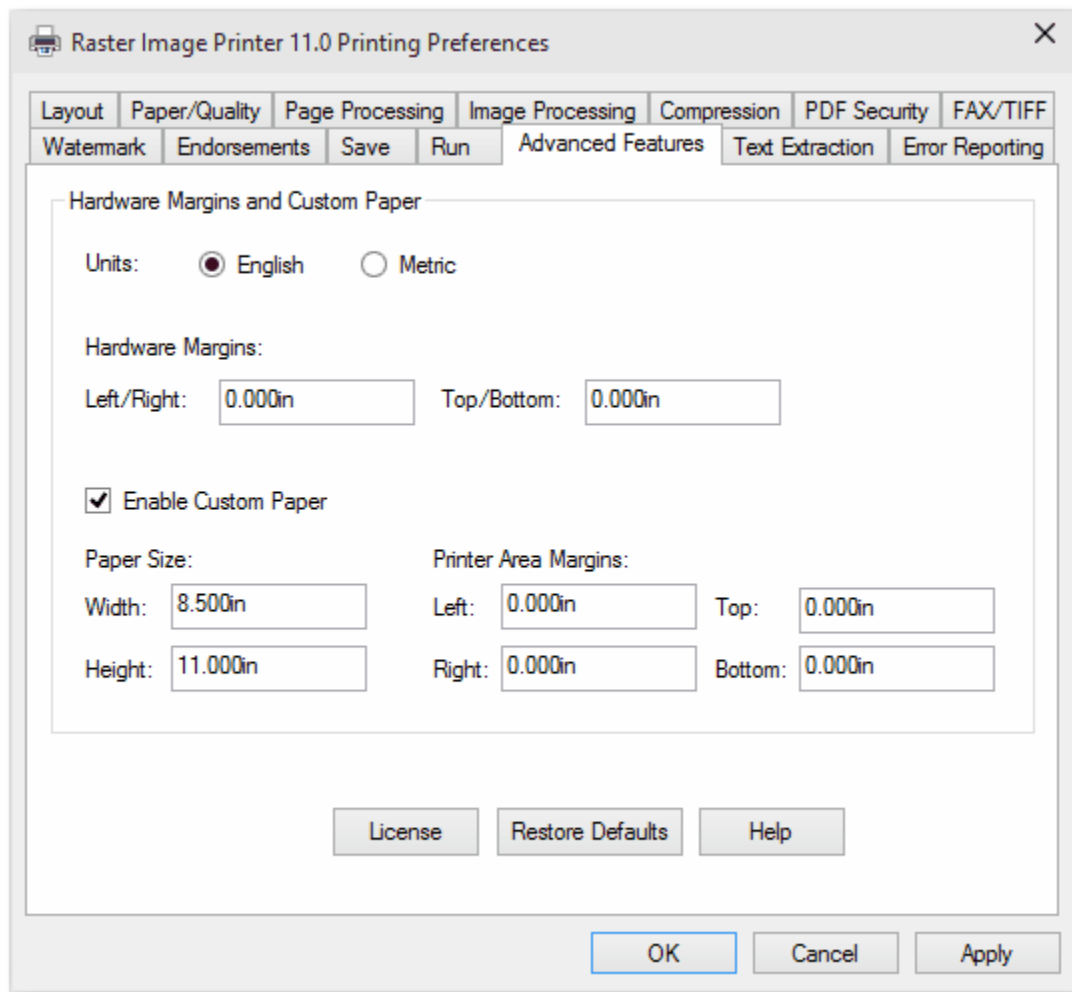 Raster Image Printer 11.0 Printing Preferences
Layout Paper/Quality Page Processing Image Processing Compression PDF Security FAX/TIFF
Watermark Endorsements Save Run Advanced Features Text Extraction Error Reporting
Hardware Margins and Custom Paper
Units: English Metric
Hardware Margins:
Left/Right: 0.000in Top/Bottom: 0.000in
Enable Custom Paper
Paper Size: Printer Area Margins:
Width: 8.500in Left: 0.000in Top: 0.000in
Height: 11.000in Right: 0.000in Bottom: 0.000in
License Restore Defaults Help
OK Cancel Apply